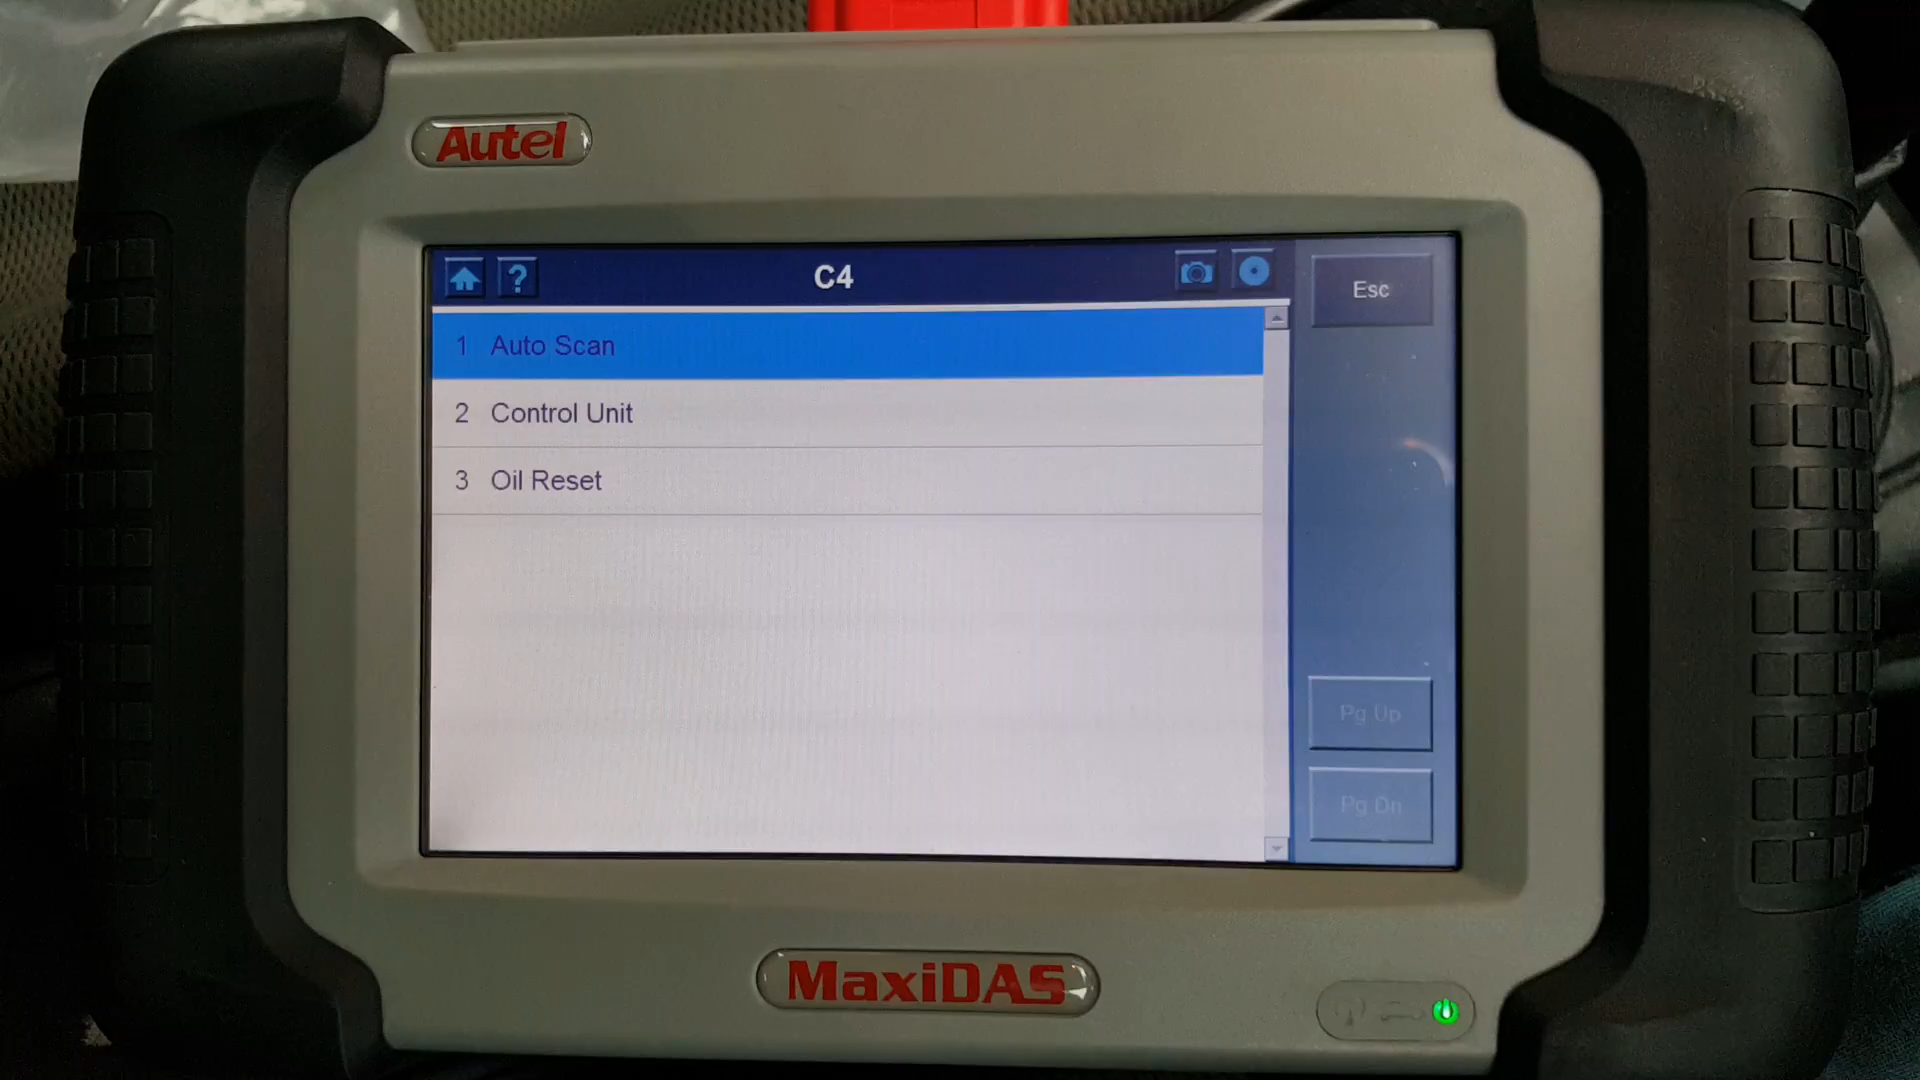 Autel
? C4 Esc
1 Auto Scan
2 Control Unit
3 Oil Reset
Pg Up
Pg Dn
MaxiDAS